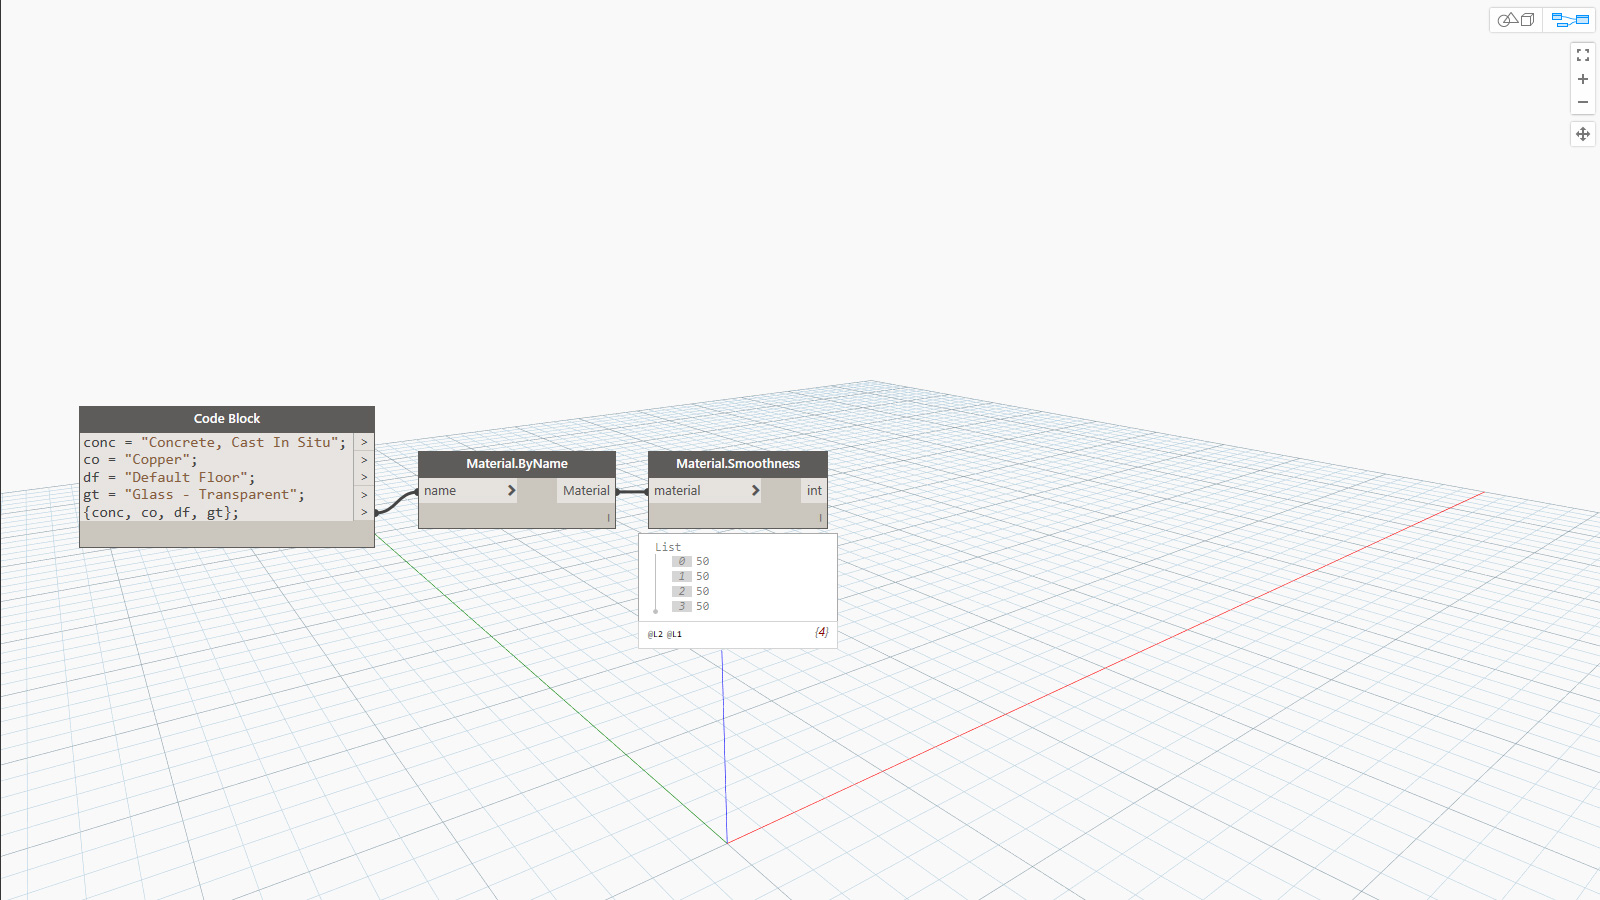 Code Block
conc = "Concrete, Cast In Situ"; >
co = "Copper"; >
df = "Default Floor"; >
gt = "Glass - Transparent"; >
{conc, co, df, gt}; >
Material.ByName
name > Material
l
Material.Smoothness
material > int
l
List
0 50
1 50
2 50
3 50
@L2 @L1 {4}